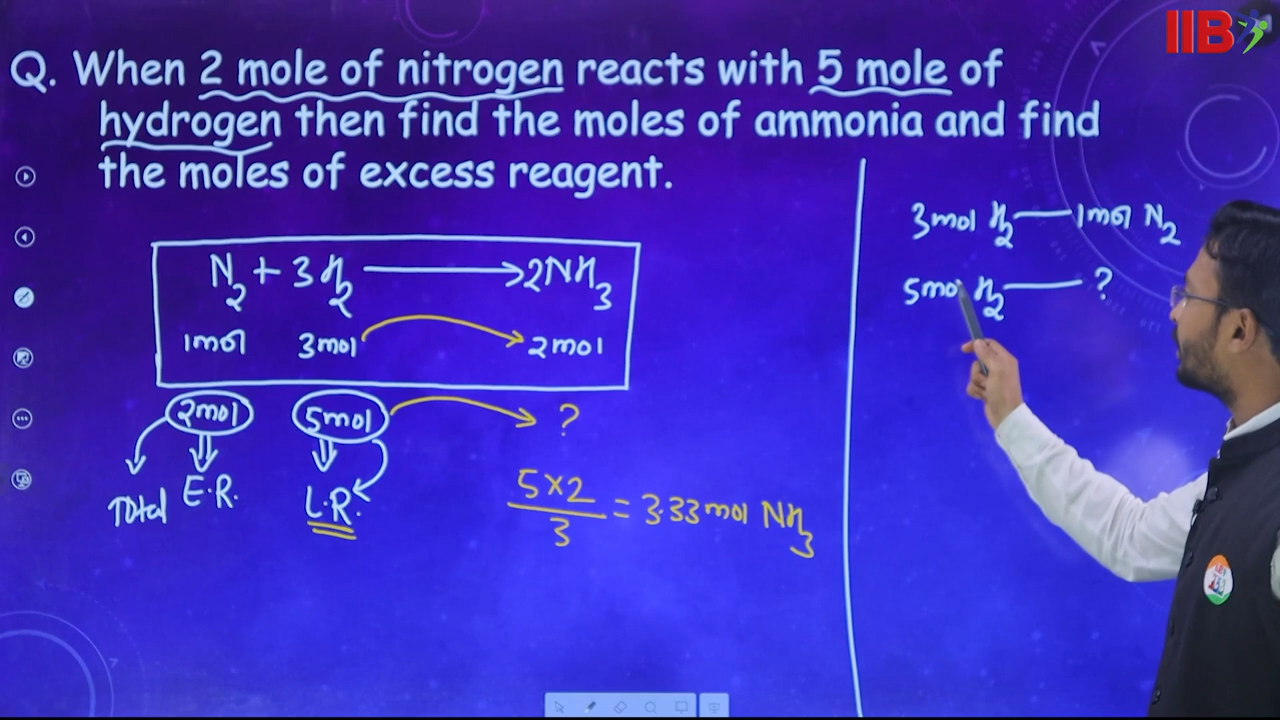 IIB
Q. When 2 mole of nitrogen reacts with 5 mole of
hydrogen then find the moles of ammonia and find
the moles of excess reagent.
N₂ + 3H₂ ⟶ 2NH₃
1mol 3mol 2mol
2mol 5mol ?
Total E.R. L.R.
5×2/3 = 3.33mol NH₃
3mol H₂ — 1mol N₂
5mol H₂ — ?